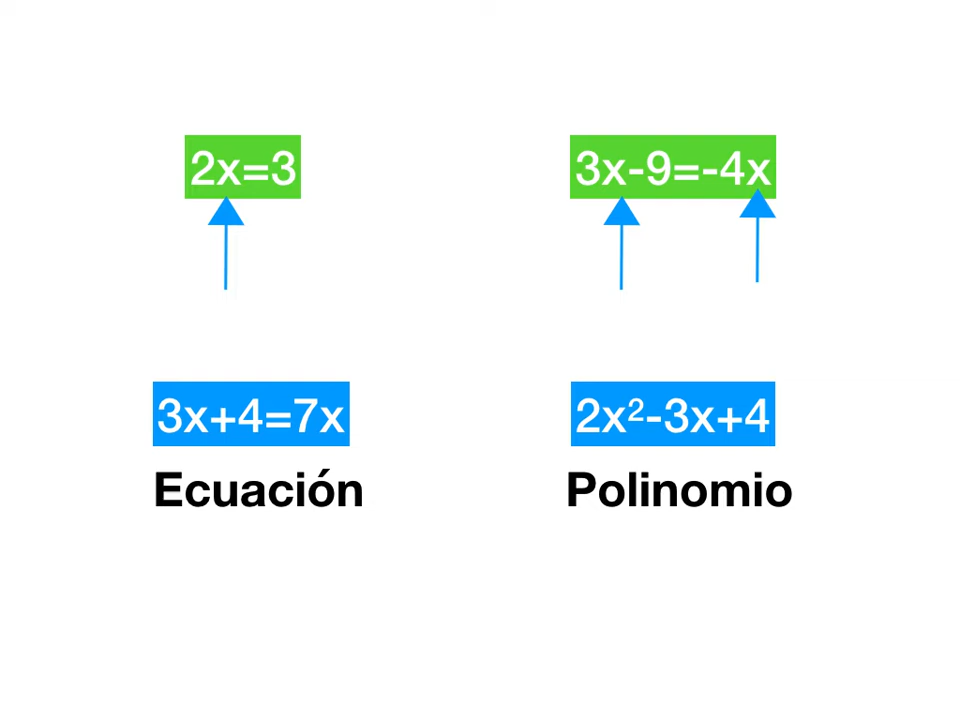 2x=3
3x-9=-4x
3x+4=7x
2x²-3x+4
Ecuación
Polinomio